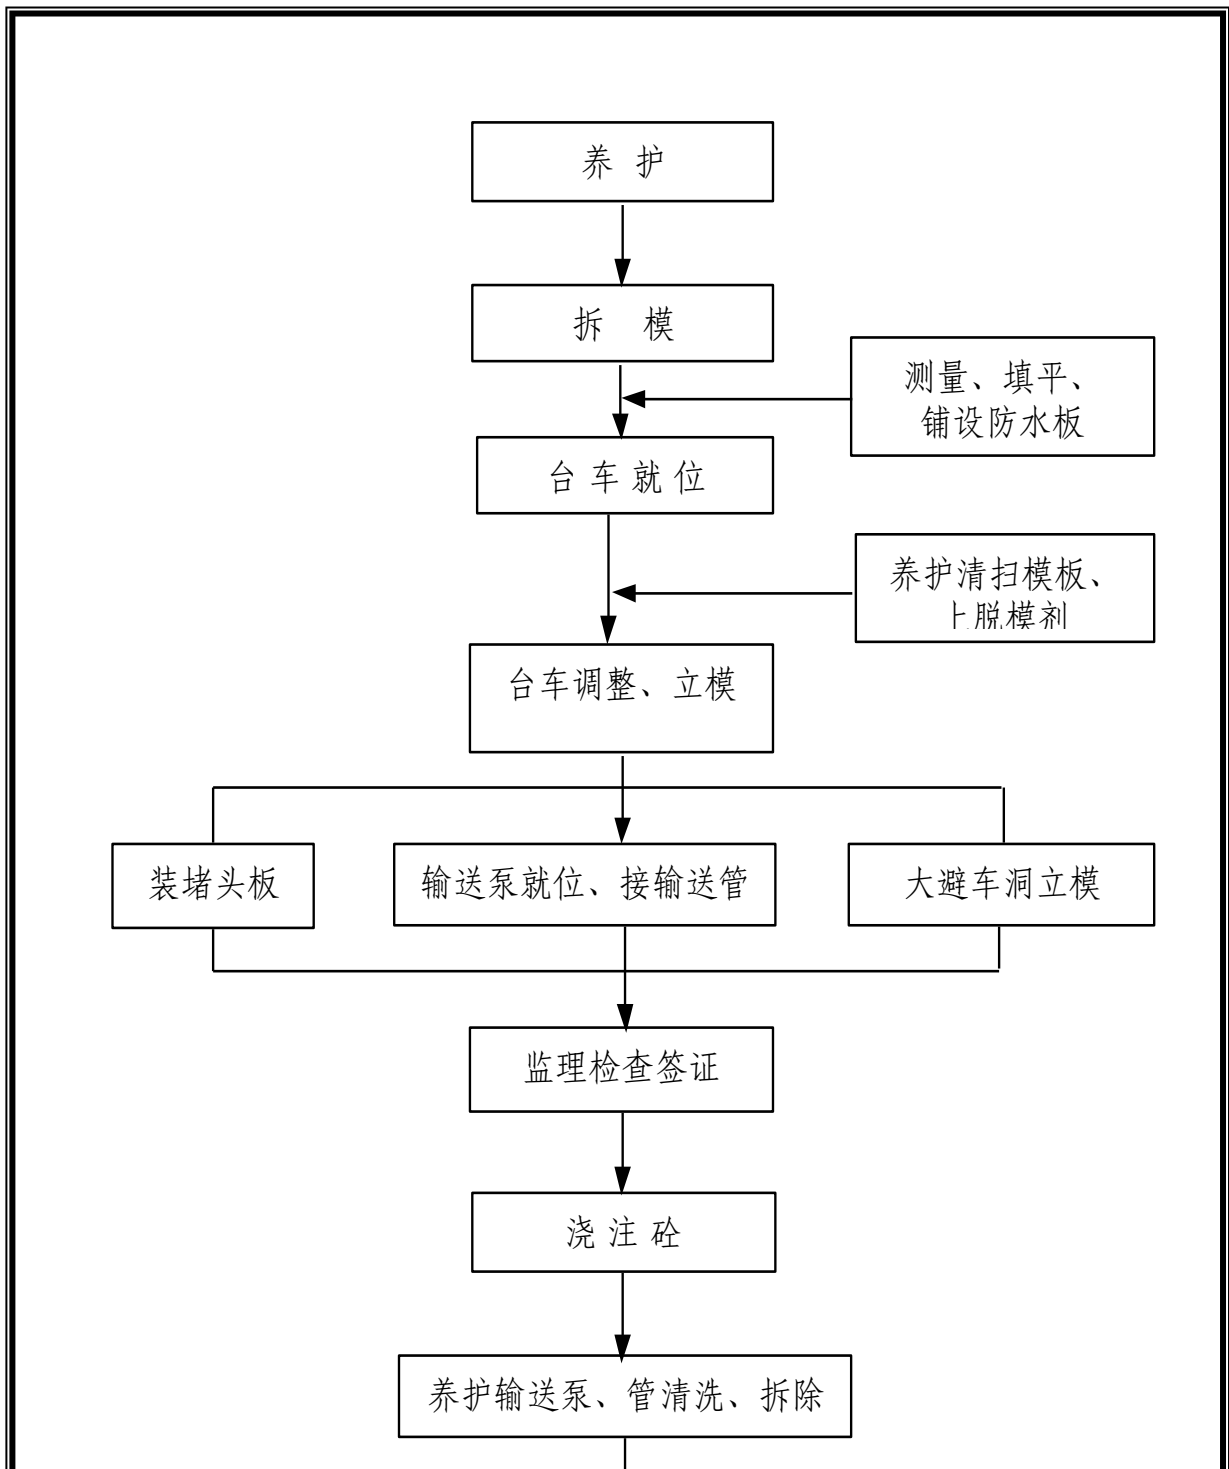 养 护
拆 模
测量、填平、
铺设防水板
台 车 就 位
养护清扫模板、
上脱模剂
台车调整、立模
装堵头板
输送泵就位、接输送管
大避车洞立模
监理检查签证
浇 注 砼
养护输送泵、管清洗、拆除